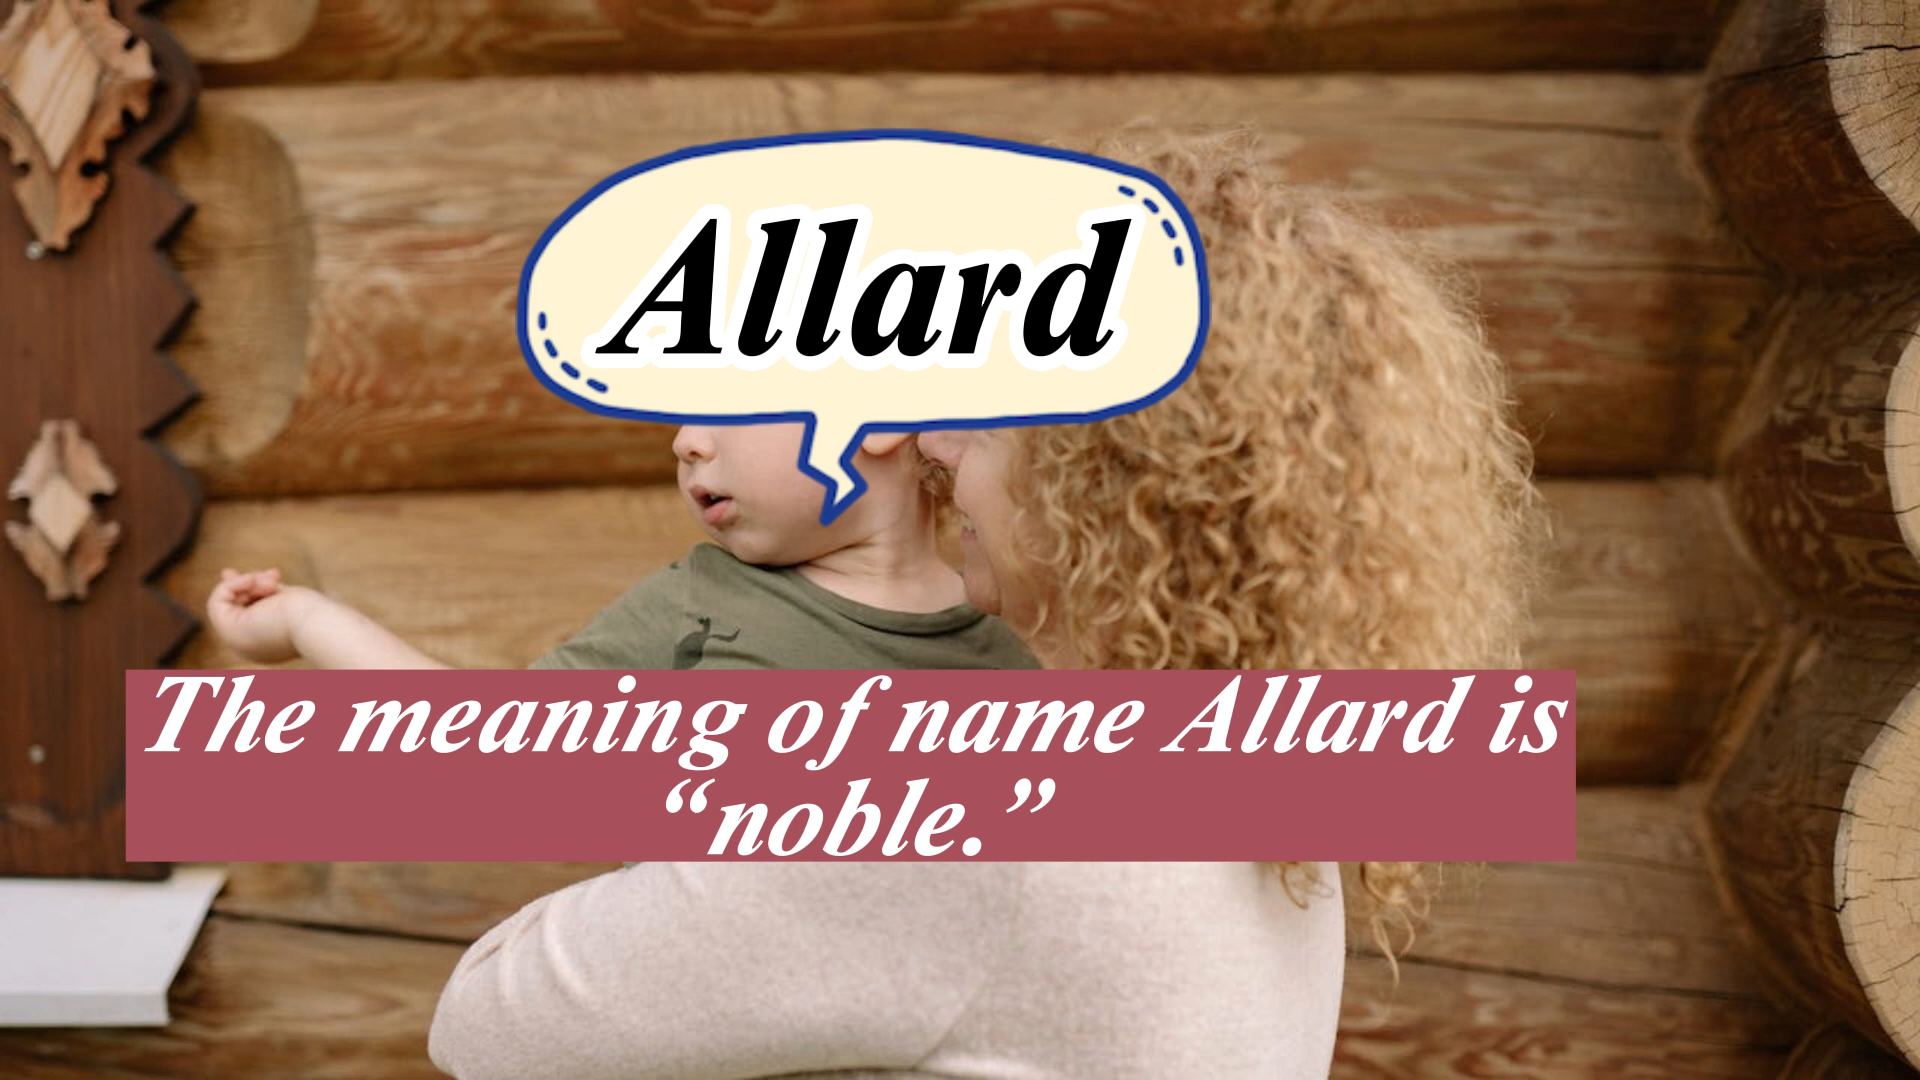 Allard
The meaning of name Allard is
“noble.”